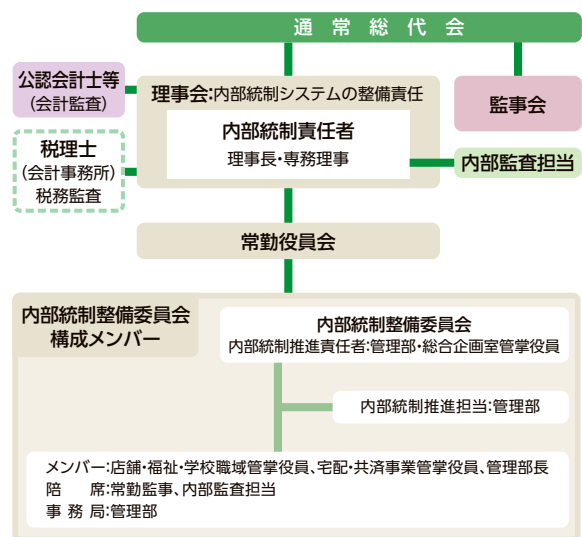 通常総代会
公認会計士等
(会計監査)
理事会:内部統制システムの整備責任
監事会
内部統制責任者
理事長・専務理事
税理士
(会計事務所)
税務監査
内部監査担当
常勤役員会
内部統制整備委員会
構成メンバー
内部統制整備委員会
内部統制推進責任者:管理部・総合企画室管掌役員
内部統制推進担当:管理部
メンバー:店舗・福祉・学校職域管掌役員、宅配・共済事業管掌役員、管理部長
陪　席:常勤監事、内部監査担当
事務局:管理部